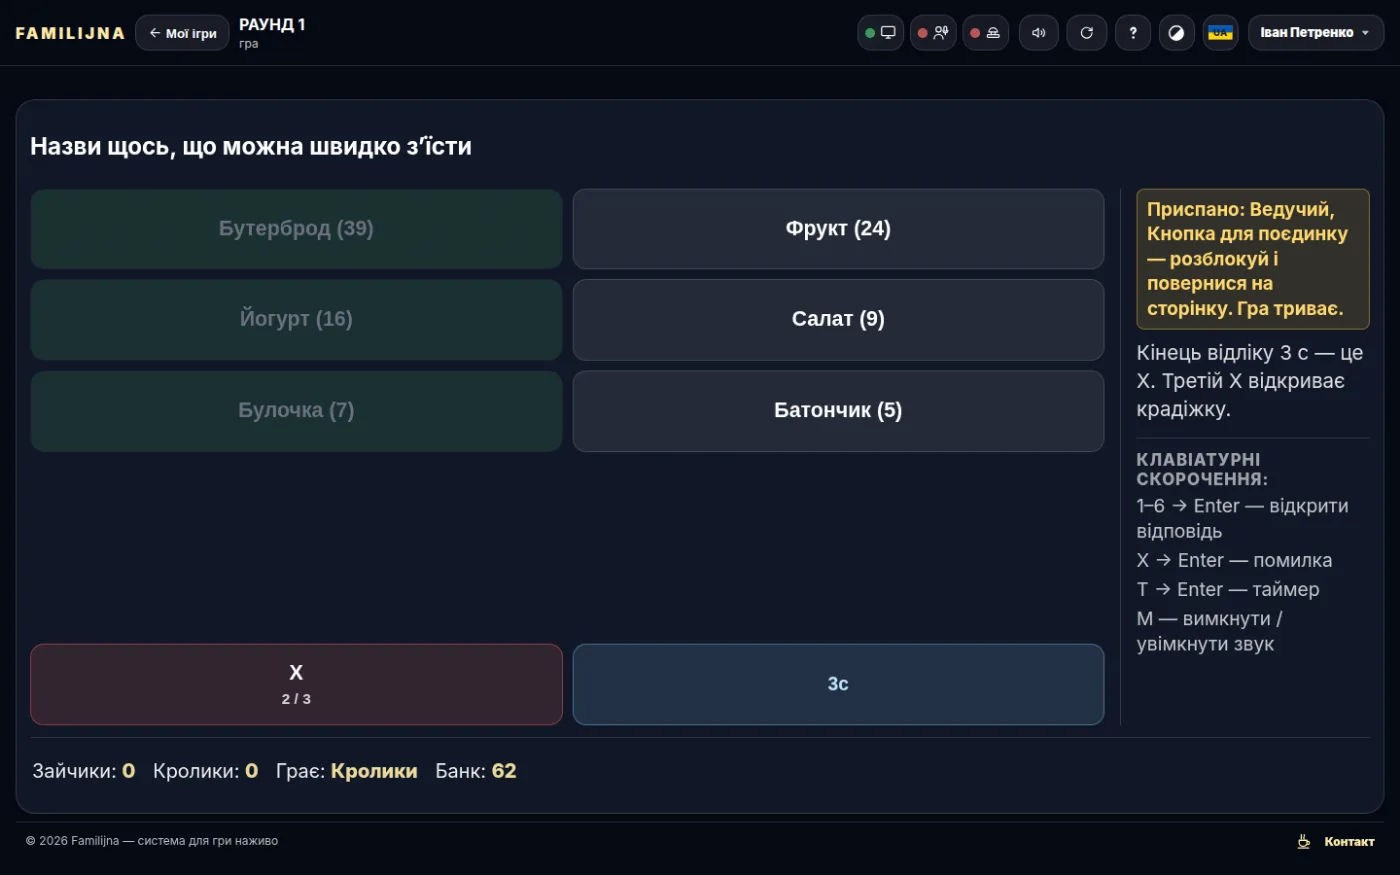 FAMILIJNA
← Мої ігри
РАУНД 1
гра
?
UA
Іван Петренко
Назви щось, що можна швидко з’їсти
Бутерброд (39)
Фрукт (24)
Йогурт (16)
Салат (9)
Булочка (7)
Батончик (5)
X
2 / 3
3с
Приспано: Ведучий,
Кнопка для поєдинку
— розблокуй і
повернися на
сторінку. Гра триває.
Кінець відліку 3 с — це
X. Третій X відкриває
крадіжку.
КЛАВІАТУРНІ
СКОРОЧЕННЯ:
1–6 → Enter — відкрити
відповідь
X → Enter — помилка
T → Enter — таймер
M — вимкнути /
увімкнути звук
Зайчики: 0 Кролики: 0 Грає: Кролики Банк: 62
© 2026 Familijna — система для гри наживо
Контакт